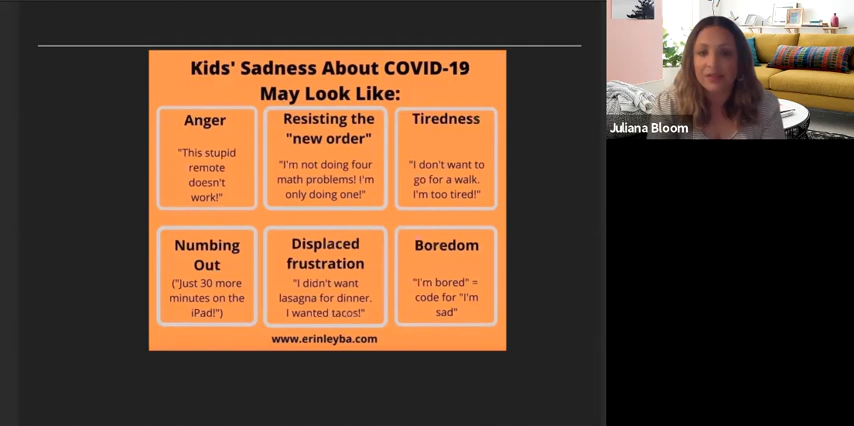 Kids' Sadness About COVID-19
May Look Like:
Anger
"This stupid
remote
doesn't
work!"
Resisting the
"new order"
"I'm not doing four
math problems! I'm
only doing one!"
Tiredness
"I don't want to
go for a walk.
I'm too tired!"
Numbing
Out
("Just 30 more
minutes on the
iPad!")
Displaced
frustration
"I didn't want
lasagna for dinner.
I wanted tacos!"
Boredom
"I'm bored" =
code for "I'm
sad"
www.erinleyba.com
Juliana Bloom